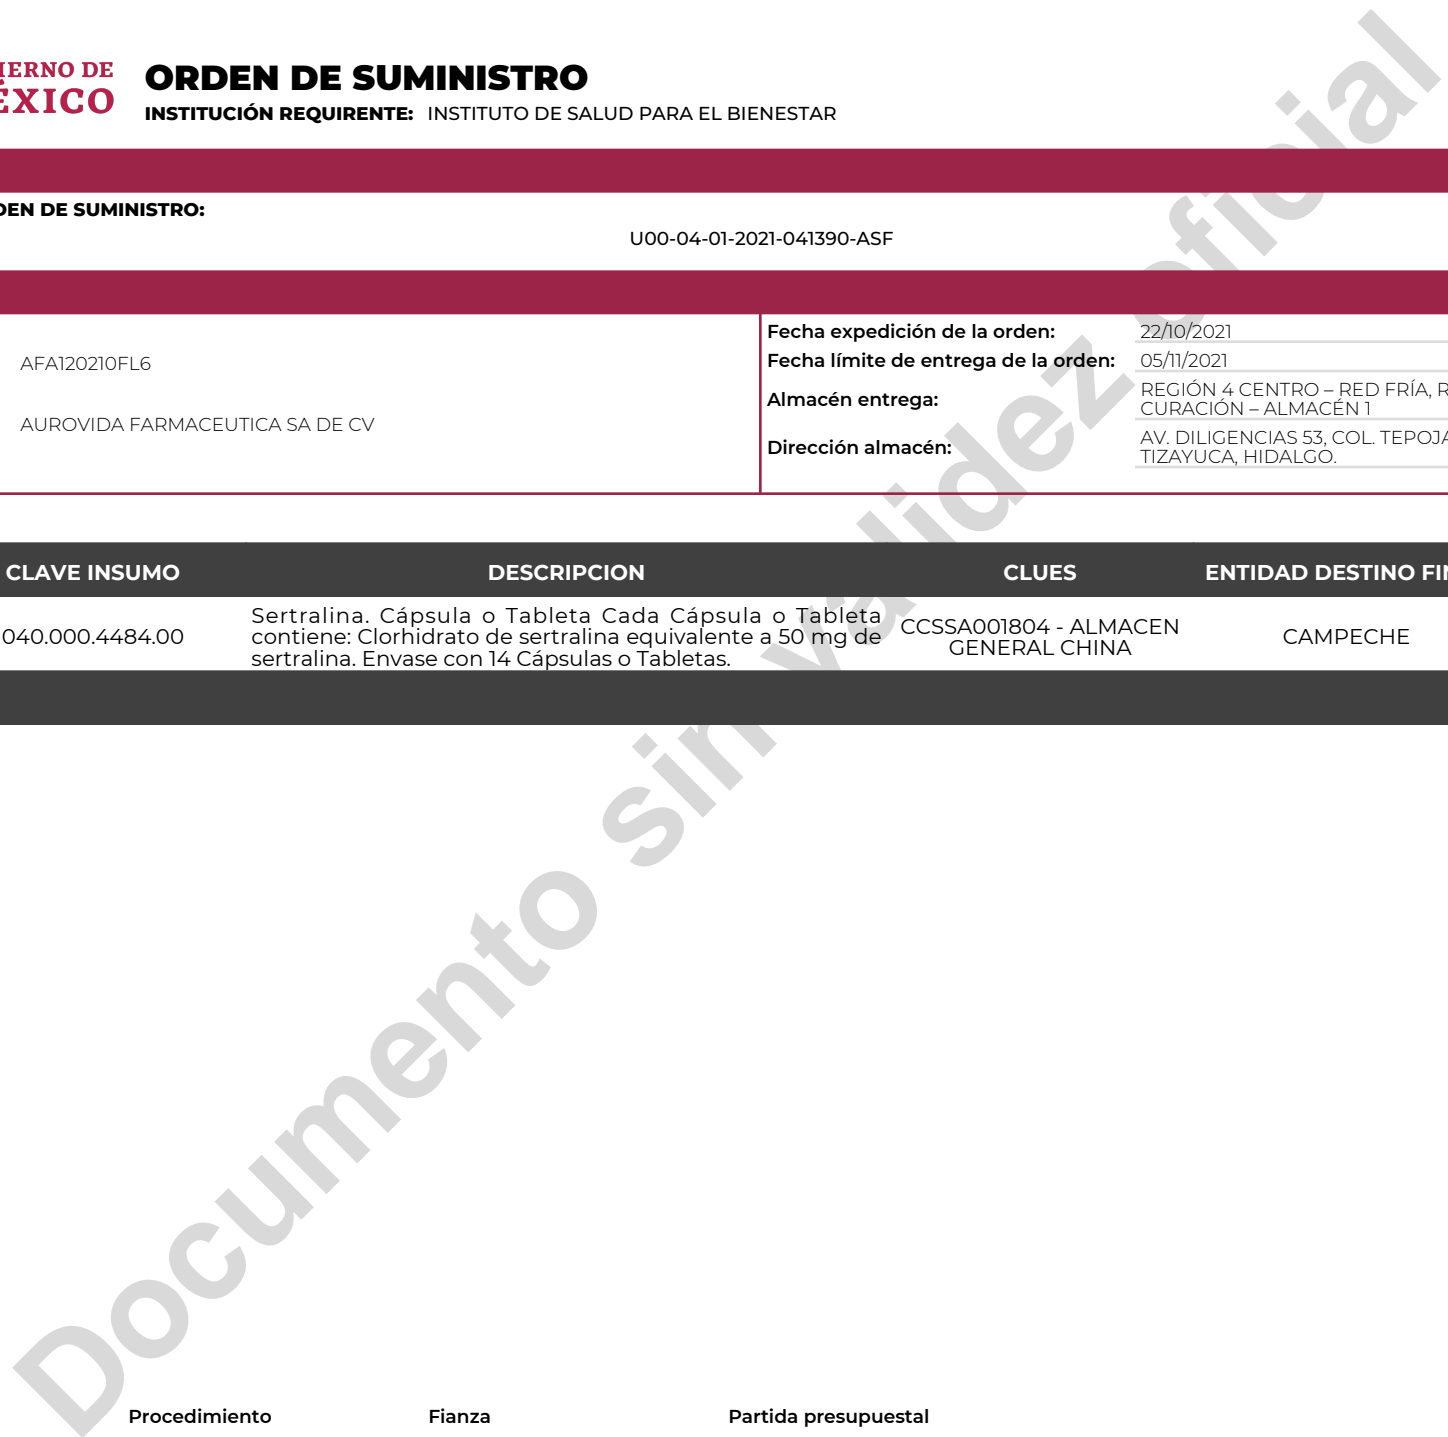 IERNO DE
ÉXICO
ORDEN DE SUMINISTRO
INSTITUCIÓN REQUIRENTE: INSTITUTO DE SALUD PARA EL BIENESTAR
DEN DE SUMINISTRO:
U00-04-01-2021-041390-ASF
AFA120210FL6
AUROVIDA FARMACEUTICA SA DE CV
Fecha expedición de la orden: 22/10/2021
Fecha límite de entrega de la orden: 05/11/2021
Almacén entrega: REGIÓN 4 CENTRO – RED FRÍA, R
CURACIÓN – ALMACÉN 1
Dirección almacén: AV. DILIGENCIAS 53, COL. TEPOJA
TIZAYUCA, HIDALGO.
CLAVE INSUMO DESCRIPCION CLUES ENTIDAD DESTINO FIN
040.000.4484.00
Sertralina. Cápsula o Tableta Cada Cápsula o Tableta
contiene: Clorhidrato de sertralina equivalente a 50 mg de
sertralina. Envase con 14 Cápsulas o Tabletas.
CCSSA001804 - ALMACEN
GENERAL CHINA
CAMPECHE
Documento sin validez oficial
Procedimiento Fianza Partida presupuestal